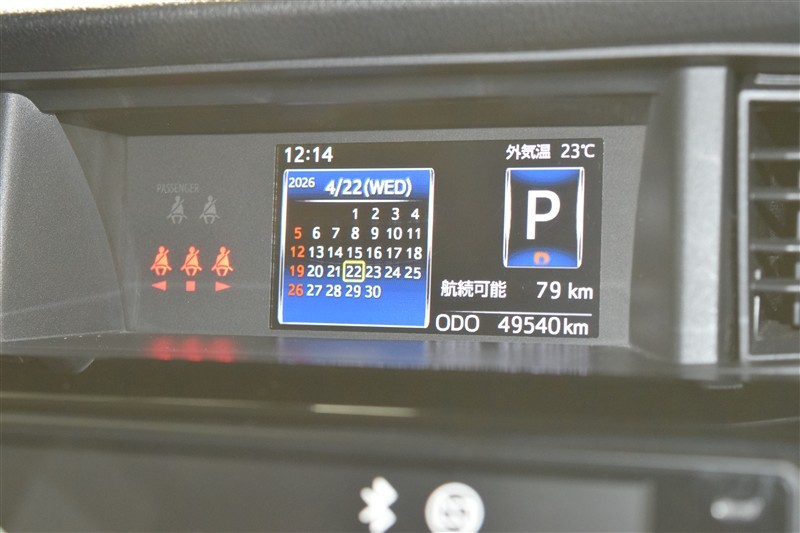 12:14
外気温 23℃
PASSENGER
2026 4/22(WED)
1 2 3 4
5 6 7 8 9 10 11
12 13 14 15 16 17 18
19 20 21 22 23 24 25
26 27 28 29 30
P
航続可能 79 km
ODO 49540 km